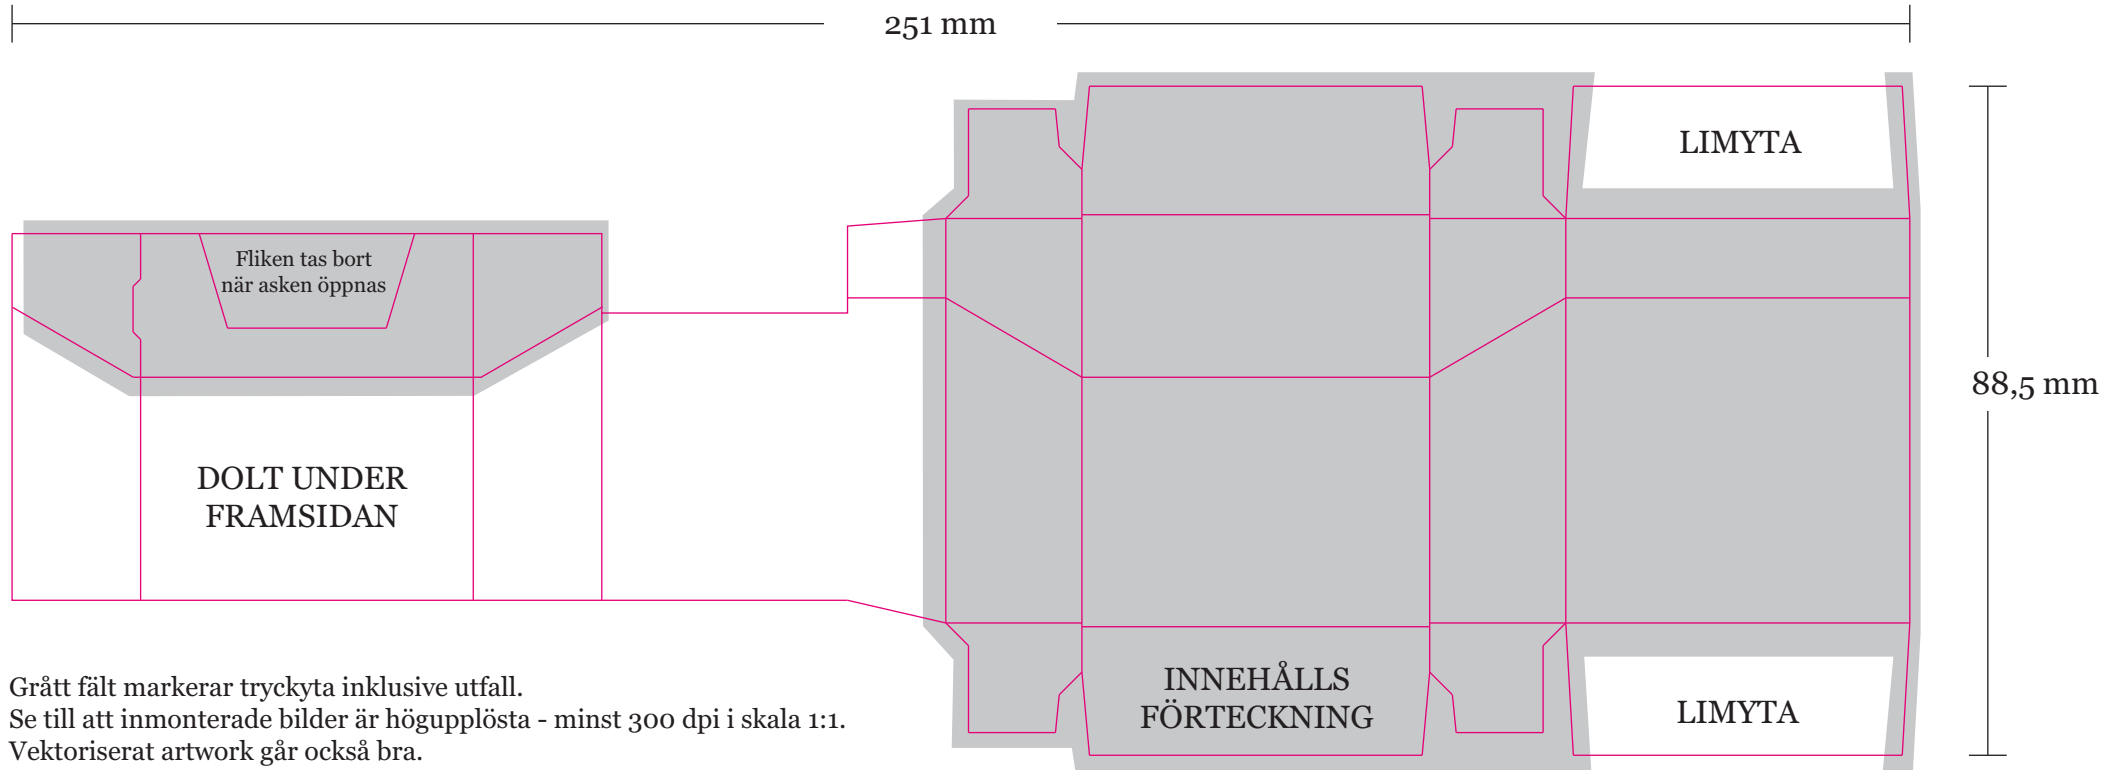 251 mm
LIMYTA
Fliken tas bort
när asken öppnas
88,5 mm
DOLT UNDER
FRAMSIDAN
INNEHÅLLS
FÖRTECKNING
LIMYTA
Grått fält markerar tryckyta inklusive utfall.
Se till att inmonterade bilder är högupplösta - minst 300 dpi i skala 1:1.
Vektoriserat artwork går också bra.